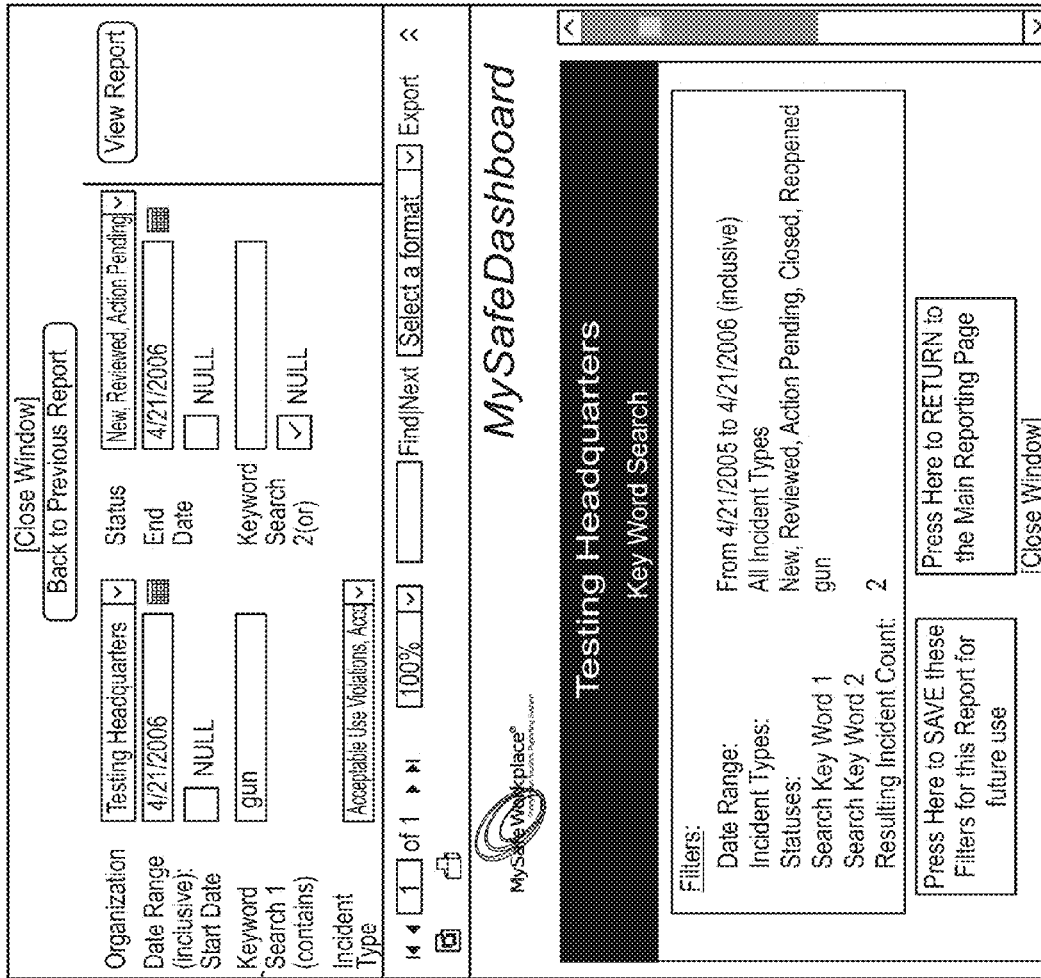 [Close Window]
Back to Previous Report
Organization Testing Headquarters Status New, Reviewed, Action Pending View Report
Date Range (inclusive): Start Date 4/21/2006 End Date 4/21/2006
NULL NULL
Keyword Search 1 (contains) gun Keyword Search 2(or)
NULL
Incident Type Acceptable Use Violations, Accd
1 of 1 100% Find|Next Select a format Export
MySafeWorkplace® MySafeDashboard
Testing Headquarters
Key Word Search
Filters:
Date Range: From 4/21/2005 to 4/21/2006 (inclusive)
Incident Types: All Incident Types
Statuses: New, Reviewed, Action Pending, Closed, Reopened
Search Key Word 1 gun
Search Key Word 2
Resulting Incident Count: 2
Press Here to SAVE these Filters for this Report for future use
Press Here to RETURN to the Main Reporting Page
[Close Window]